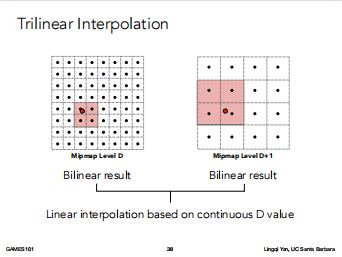 Trilinear Interpolation
Mipmap Level D
Mipmap Level D+1
Bilinear result
Bilinear result
Linear interpolation based on continuous D value
GAMES101
38
Lingqi Yan, UC Santa Barbara